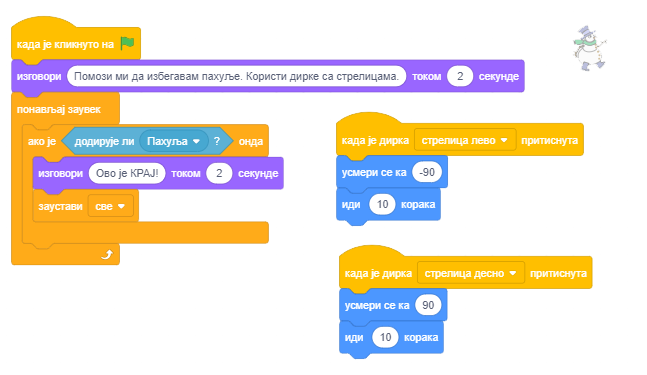 када је кликнуто на
изговори Помози ми да избегавам пахуље. Користи дирке са стрелицама. током 2 секунде
понављај заувек
ако је додирује ли Пахуља ? онда
изговори Ово је КРАЈ! током 2 секунде
заустави све
када је дирка стрелица лево притиснута
усмери се ка -90
иди 10 корака
када је дирка стрелица десно притиснута
усмери се ка 90
иди 10 корака